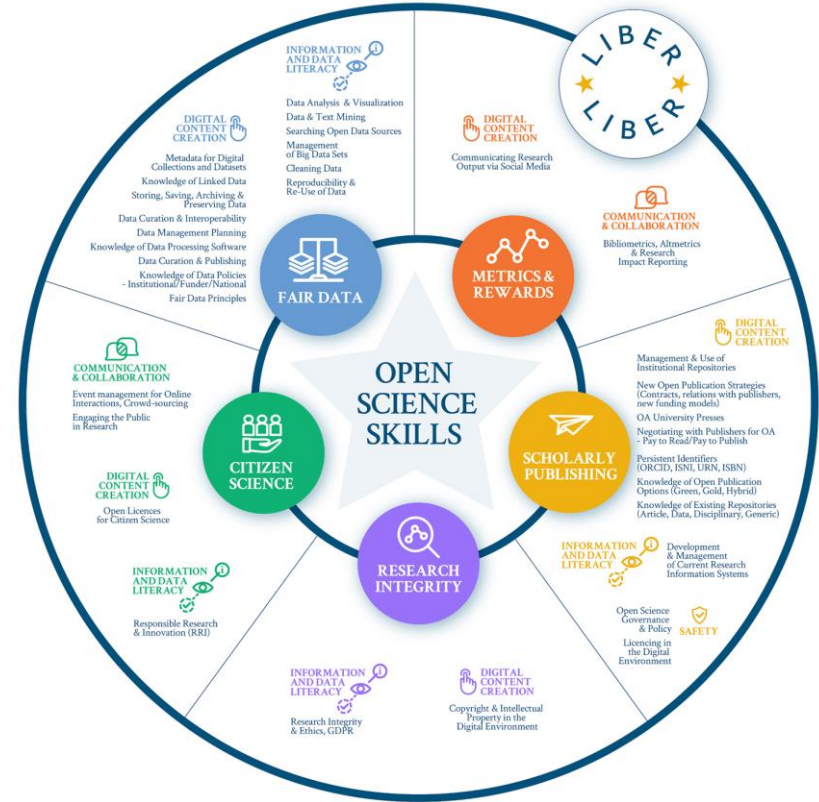 LIBER
LIBER
INFORMATION
AND DATA
LITERACY
Data Analysis & Visualization
Data & Text Mining
Searching Open Data Sources
Management
of Big Data Sets
Cleaning Data
Reproducibility &
Re-Use of Data
DIGITAL
CONTENT
CREATION
Metadata for Digital
Collections and Datasets
Knowledge of Linked Data
Storing, Saving, Archiving &
Preserving Data
Data Curation & Interoperability
Data Management Planning
Knowledge of Data Processing Software
Data Curation & Publishing
Knowledge of Data Policies
- Institutional/Funder/National
Fair Data Principles
FAIR DATA
DIGITAL
CONTENT
CREATION
Communicating Research
Output via Social Media
COMMUNICATION
& COLLABORATION
Bibliometrics, Altmetrics
& Research
Impact Reporting
METRICS &
REWARDS
DIGITAL
CONTENT
CREATION
Management & Use of
Institutional Repositories
New Open Publication Strategies
(Contracts, relations with publishers,
new funding models)
OA University Presses
Negotiating with Publishers for OA
- Pay to Read/Pay to Publish
Persistent Identifiers
(ORCID, ISNI, URN, ISBN)
Knowledge of Open Publication
Options (Green, Gold, Hybrid)
Knowledge of Existing Repositories
(Article, Data, Disciplinary, Generic)
INFORMATION
AND DATA
LITERACY
Development
& Management
of Current Research
Information Systems
Open Science
Governance
& Policy
Licencing in
the Digital
Environment
SAFETY
SCHOLARLY
PUBLISHING
OPEN
SCIENCE
SKILLS
COMMUNICATION
& COLLABORATION
Event management for Online
Interactions, Crowd-sourcing
Engaging the Public
in Research
DIGITAL
CONTENT
CREATION
Open Licences
for Citizen Science
INFORMATION
AND DATA
LITERACY
Responsible Research
& Innovation (RRI)
CITIZEN
SCIENCE
RESEARCH
INTEGRITY
INFORMATION
AND DATA
LITERACY
Research Integrity
& Ethics, GDPR
DIGITAL
CONTENT
CREATION
Copyright & Intellectual
Property in the
Digital Environment